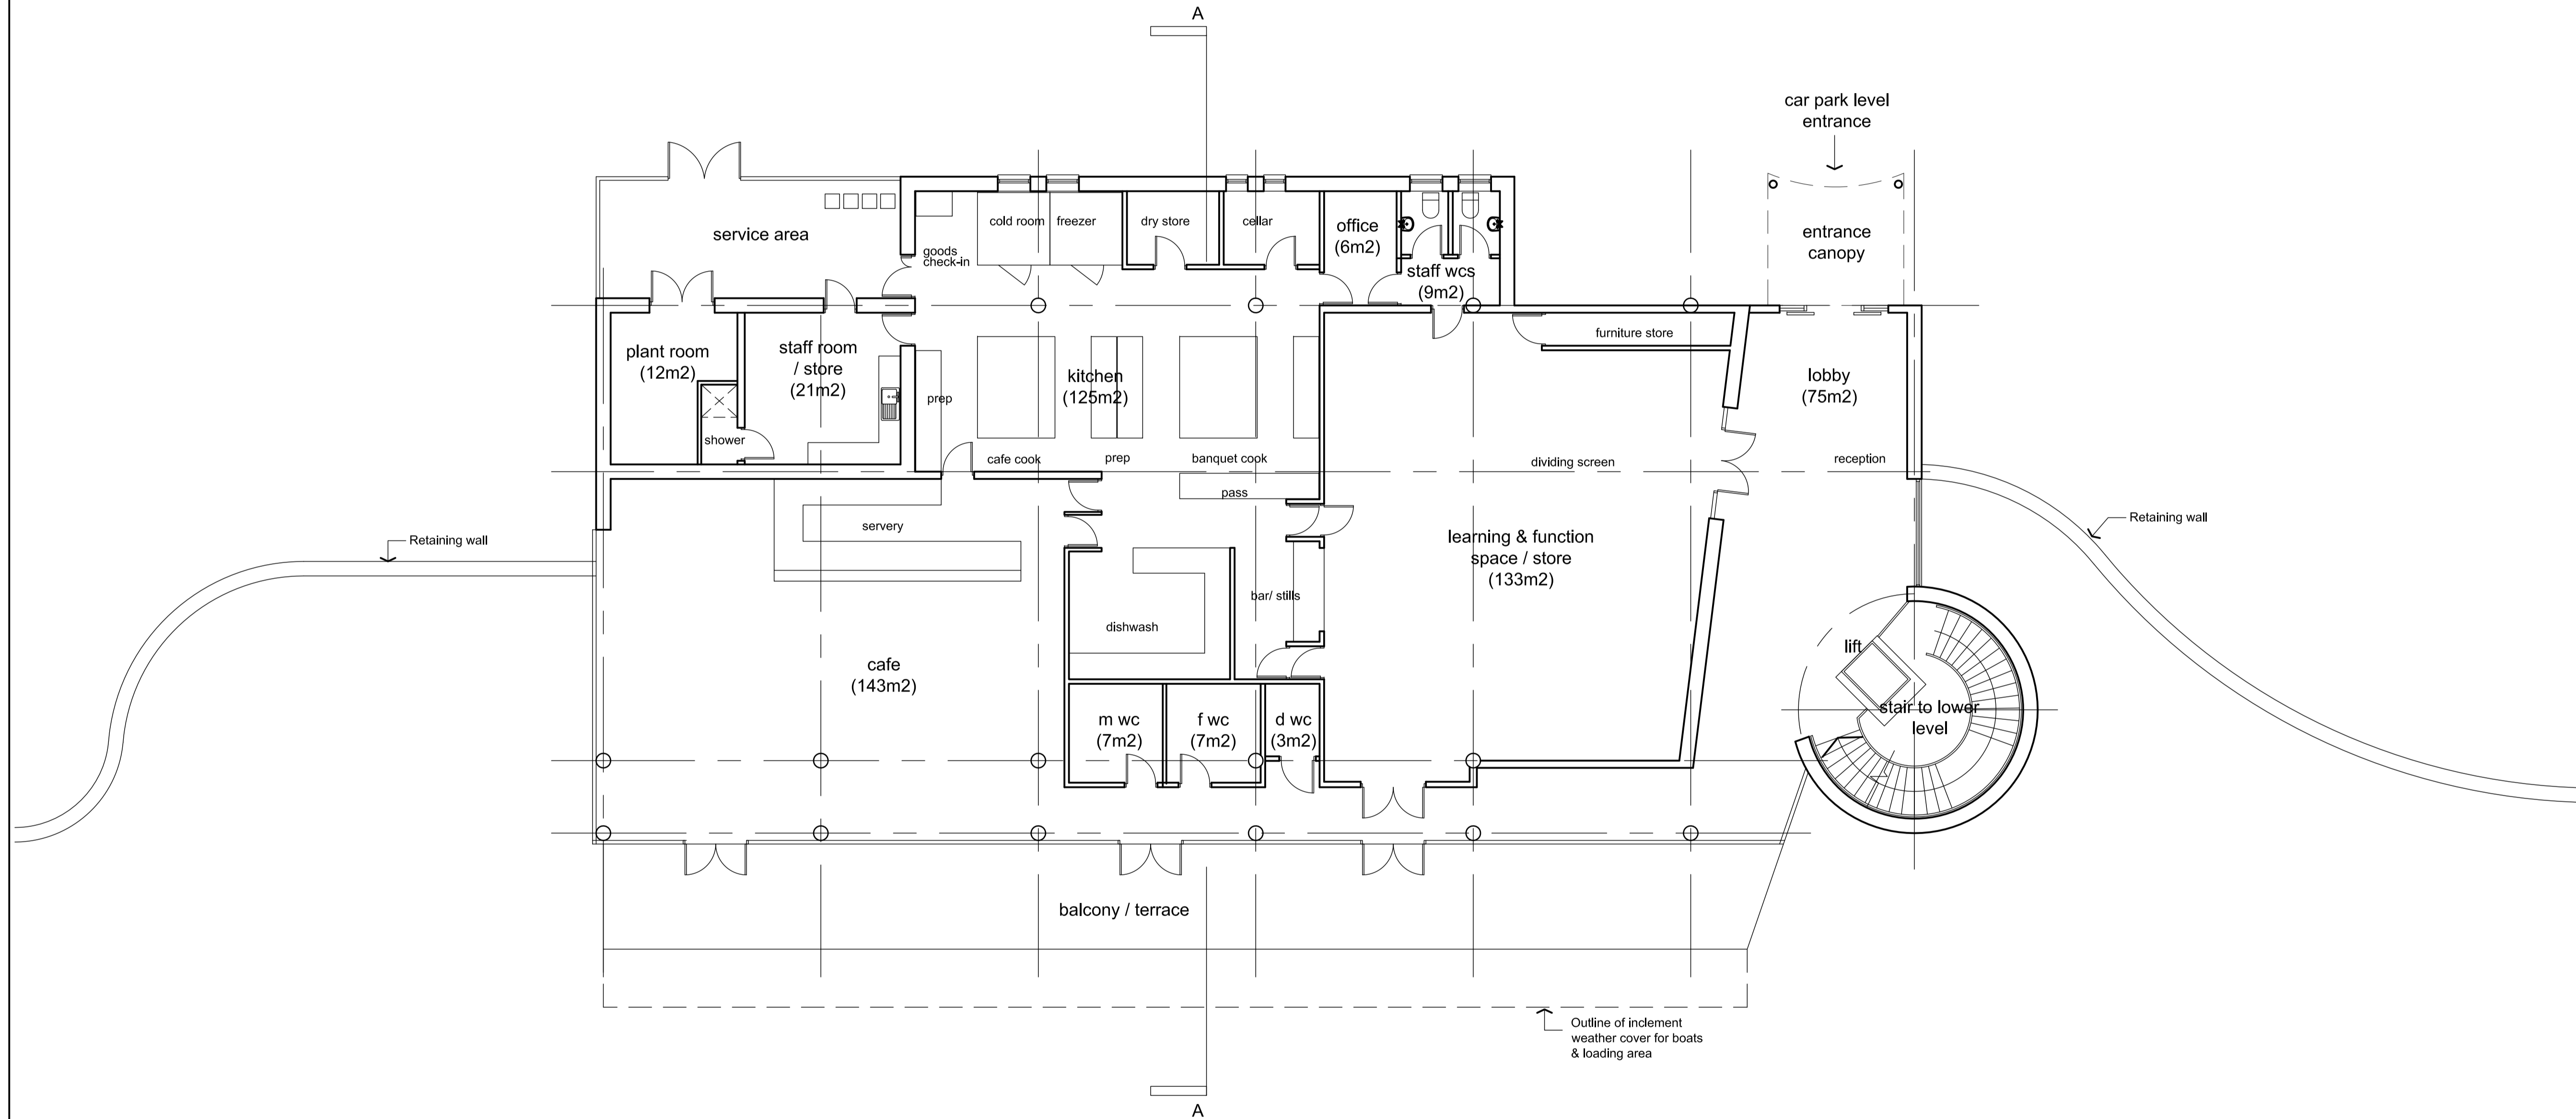 A
car park level
entrance
service area
goods
check-in
cold room
freezer
dry store
cellar
office
(6m2)
staff wcs
(9m2)
entrance
canopy
plant room
(12m2)
shower
staff room
/ store
(21m2)
prep
kitchen
(125m2)
cafe cook
prep
banquet cook
pass
furniture store
lobby
(75m2)
dividing screen
reception
Retaining wall
servery
learning & function
space / store
(133m2)
Retaining wall
bar/ stills
dishwash
cafe
(143m2)
lift
stair to lower
level
m wc
(7m2)
f wc
(7m2)
d wc
(3m2)
balcony / terrace
Outline of inclement
weather cover for boats
& loading area
A